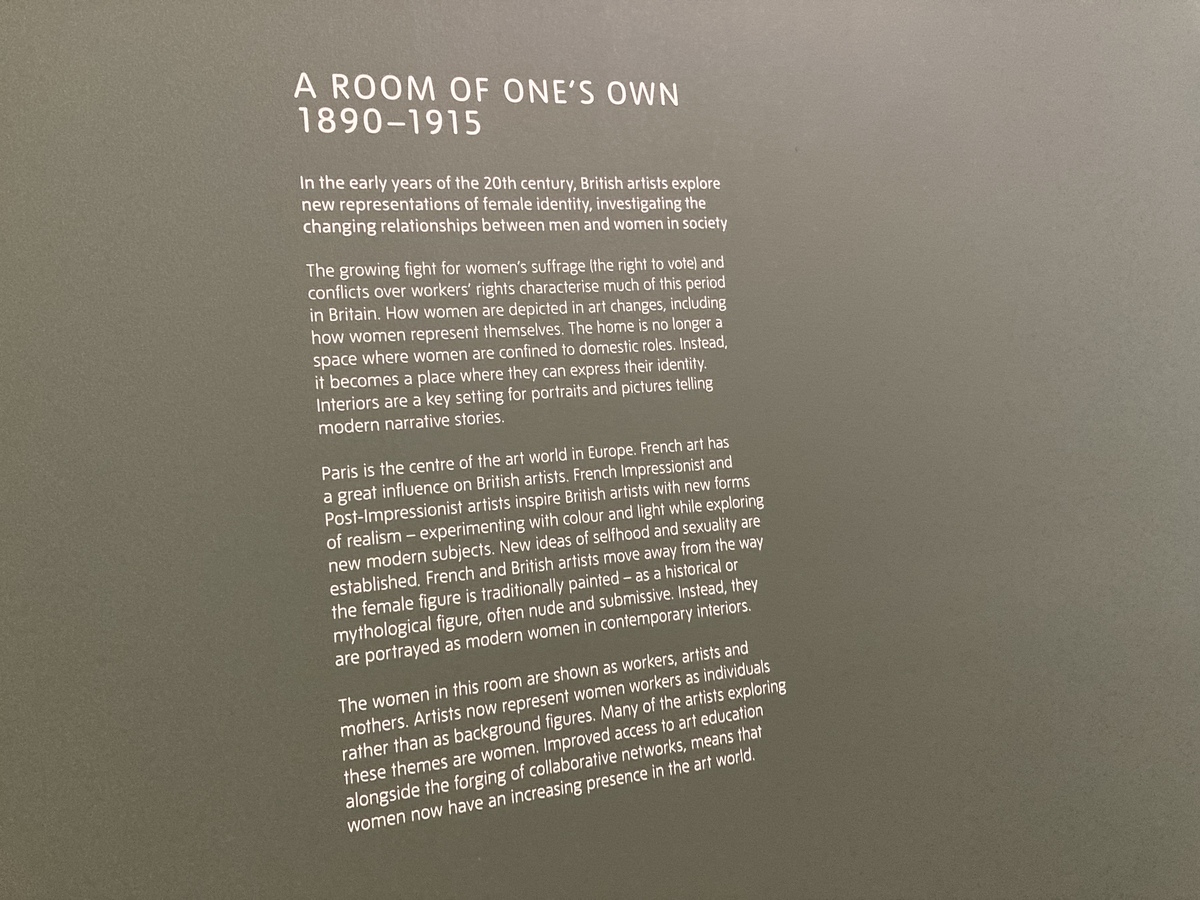 A ROOM OF ONE'S OWN
1890–1915
In the early years of the 20th century, British artists explore
new representations of female identity, investigating the
changing relationships between men and women in society
The growing fight for women's suffrage (the right to vote) and
conflicts over workers' rights characterise much of this period
in Britain. How women are depicted in art changes, including
how women represent themselves. The home is no longer a
space where women are confined to domestic roles. Instead,
it becomes a place where they can express their identity.
Interiors are a key setting for portraits and pictures telling
modern narrative stories.
Paris is the centre of the art world in Europe. French art has
a great influence on British artists. French Impressionist and
Post-Impressionist artists inspire British artists with new forms
of realism – experimenting with colour and light while exploring
new modern subjects. New ideas of selfhood and sexuality are
established. French and British artists move away from the way
the female figure is traditionally painted – as a historical or
mythological figure, often nude and submissive. Instead, they
are portrayed as modern women in contemporary interiors.
The women in this room are shown as workers, artists and
mothers. Artists now represent women workers as individuals
rather than as background figures. Many of the artists exploring
these themes are women. Improved access to art education
alongside the forging of collaborative networks, means that
women now have an increasing presence in the art world.